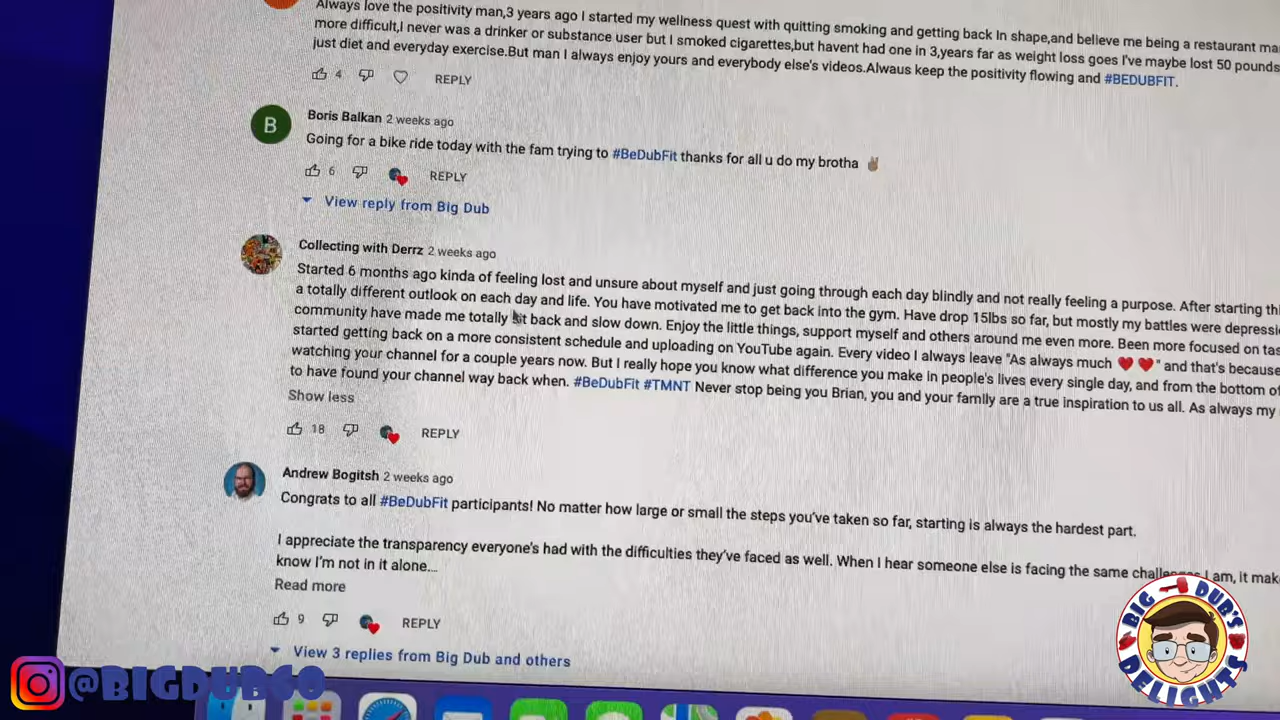 Always love the positivity man,3 years ago I started my wellness quest with quitting smoking and getting back In shape,and believe me being a restaurant
more difficult,I never was a drinker or substance user but I smoked cigarettes,but havent had one in 3,years far as weight loss goes I've maybe lost 50 pounds
just diet and everyday exercise.But man I always enjoy yours and everybody else's videos.Alwaus keep the positivity flowing and #BEDUBFIT.
4 REPLY
B
Boris Balkan 2 weeks ago
Going for a bike ride today with the fam trying to #BeDubFit thanks for all u do my brotha ✌🏽
6 REPLY
View reply from Big Dub
Collecting with Derrz 2 weeks ago
Started 6 months ago kinda of feeling lost and unsure about myself and just going through each day blindly and not really feeling a purpose. After starting
a totally different outlook on each day and life. You have motivated me to get back into the gym. Have drop 15lbs so far, but mostly my battles were
community have made me totally sit back and slow down. Enjoy the little things, support myself and others around me even more. Been more focused on
started getting back on a more consistent schedule and uploading on YouTube again. Every video I always leave "As always much ❤️ ❤️ " and that's because
watching your channel for a couple years now. But I really hope you know what difference you make in people's lives every single day, and from the bottom of
to have found your channel way back when. #BeDubFit #TMNT Never stop being you Brian, you and your family are a true inspiration to us all. As always my
Show less
18 REPLY
Andrew Bogitsh 2 weeks ago
Congrats to all #BeDubFit participants! No matter how large or small the steps you've taken so far, starting is always the hardest part.
I appreciate the transparency everyone's had with the difficulties they've faced as well. When I hear someone else is facing the same challenges I am, it
know I'm not in it alone....
Read more
9 REPLY
View 3 replies from Big Dub and others
@BIGDUBGO
BIG DUB'S
DELIGHTS